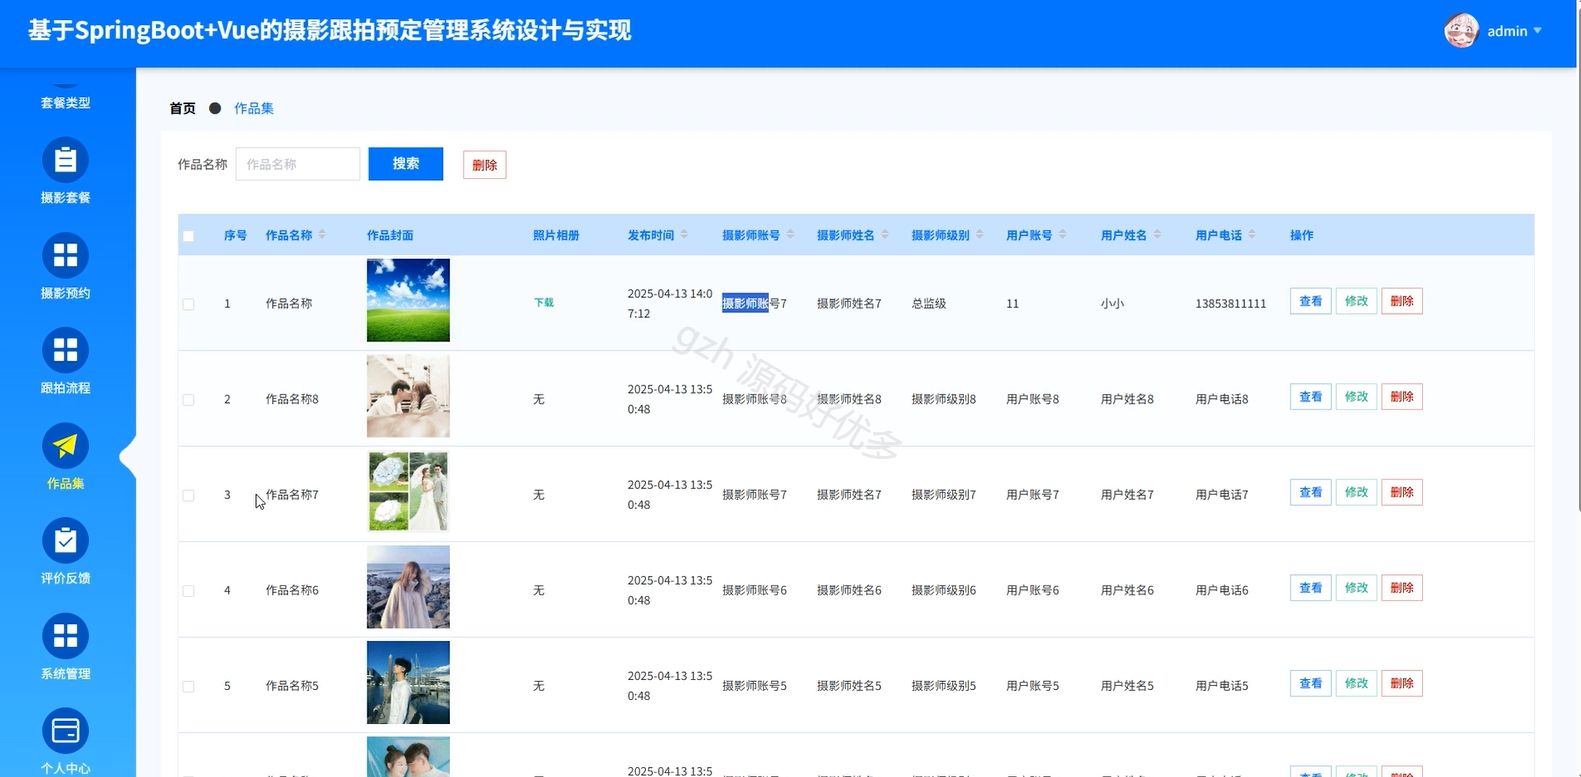 基于SpringBoot+Vue的摄影跟拍预定管理系统设计与实现
admin
套餐类型
摄影套餐
摄影预约
跟拍流程
作品集
评价反馈
系统管理
个人中心
首页 作品集
作品名称 作品名称 搜索 删除
序号 作品名称 作品封面 照片相册 发布时间 摄影师账号 摄影师姓名 摄影师级别 用户账号 用户姓名 用户电话 操作
1 作品名称 下载 2025-04-13 14:0 摄影师账号7 摄影师姓名7 总监级 11 小小 13853811111 查看 修改 删除
7:12
2 作品名称8 无 2025-04-13 13:5 摄影师账号8 摄影师姓名8 摄影师级别8 用户账号8 用户姓名8 用户电话8 查看 修改 删除
0:48
3 作品名称7 无 2025-04-13 13:5 摄影师账号7 摄影师姓名7 摄影师级别7 用户账号7 用户姓名7 用户电话7 查看 修改 删除
0:48
4 作品名称6 无 2025-04-13 13:5 摄影师账号6 摄影师姓名6 摄影师级别6 用户账号6 用户姓名6 用户电话6 查看 修改 删除
0:48
5 作品名称5 无 2025-04-13 13:5 摄影师账号5 摄影师姓名5 摄影师级别5 用户账号5 用户姓名5 用户电话5 查看 修改 删除
0:48
2025-04-13 13:5
gzh 源码好优多